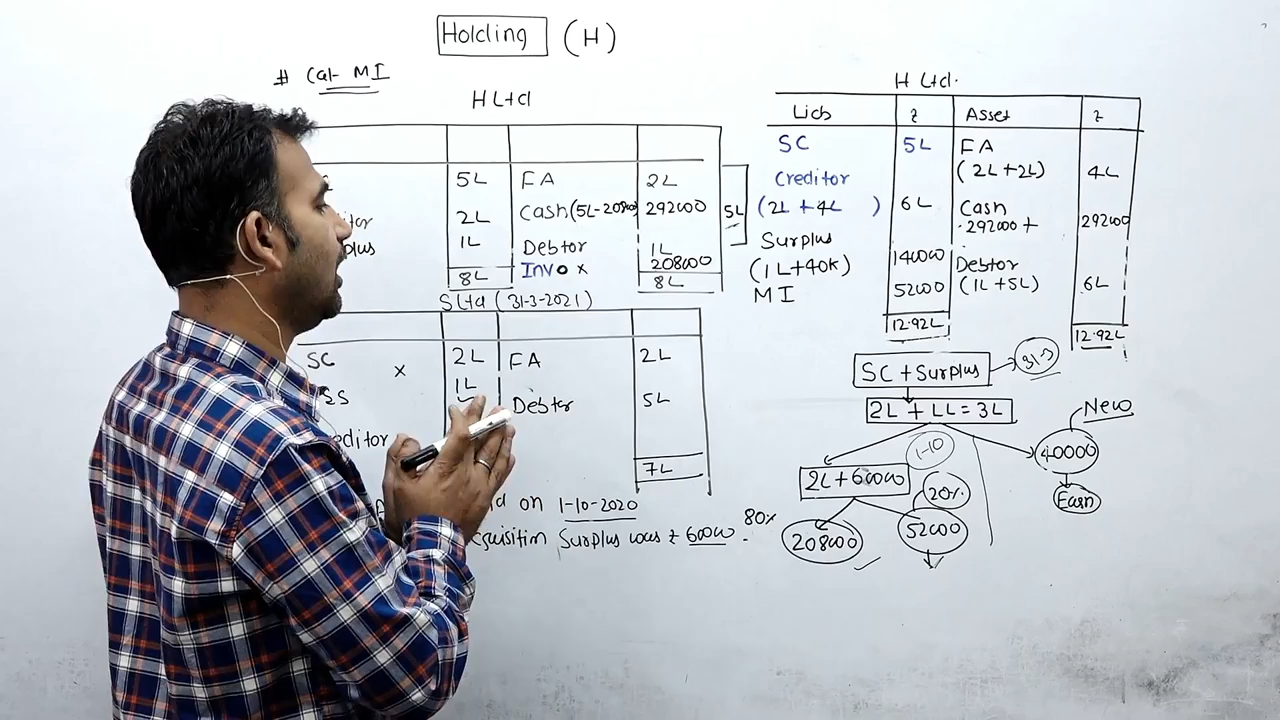 Holding (H)
# Cal- MI
H Ltd
5L FA 2L
2L Cash (5L-208000) 292000 5L
1L Debtor 1L
Invo x 208000
8L 8L
S Ltd (31-3-2021)
SC x 2L FA 2L
1L
Debtor 5L
editor
7L
on 1-10-2020
cquisition Surplus was ₹ 60000. 80%
H Ltd.
Liab ₹ Asset ₹
SC 5L FA
(2L+2L) 4L
Creditor
(2L + 4L ) 6L Cash
292000 + 292000
Surplus
(1L+40K) 140000 Debtor
(1L+5L) 6L
MI 52000
12.92L 12.92L
SC + Surplus 31-3
2L + 1L = 3L New
1-10 40000
2L + 60000 20% Earn
208000 52000